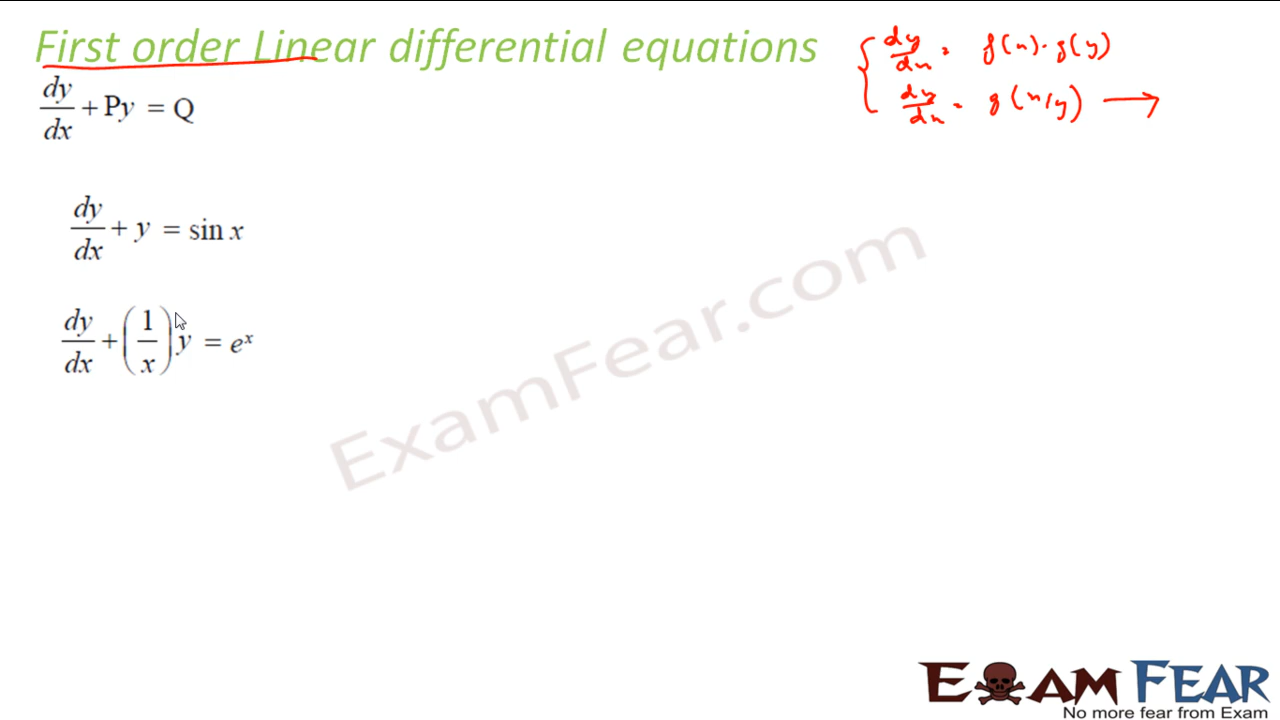 First order Linear differential equations
dy/dx = f(x)·g(y)
dy/dx = g(x/y) →
dy/dx + Py = Q
dy/dx + y = sin x
dy/dx + (1/x) y = eˣ
ExamFear.com
EXAM FEAR
No more fear from Exam